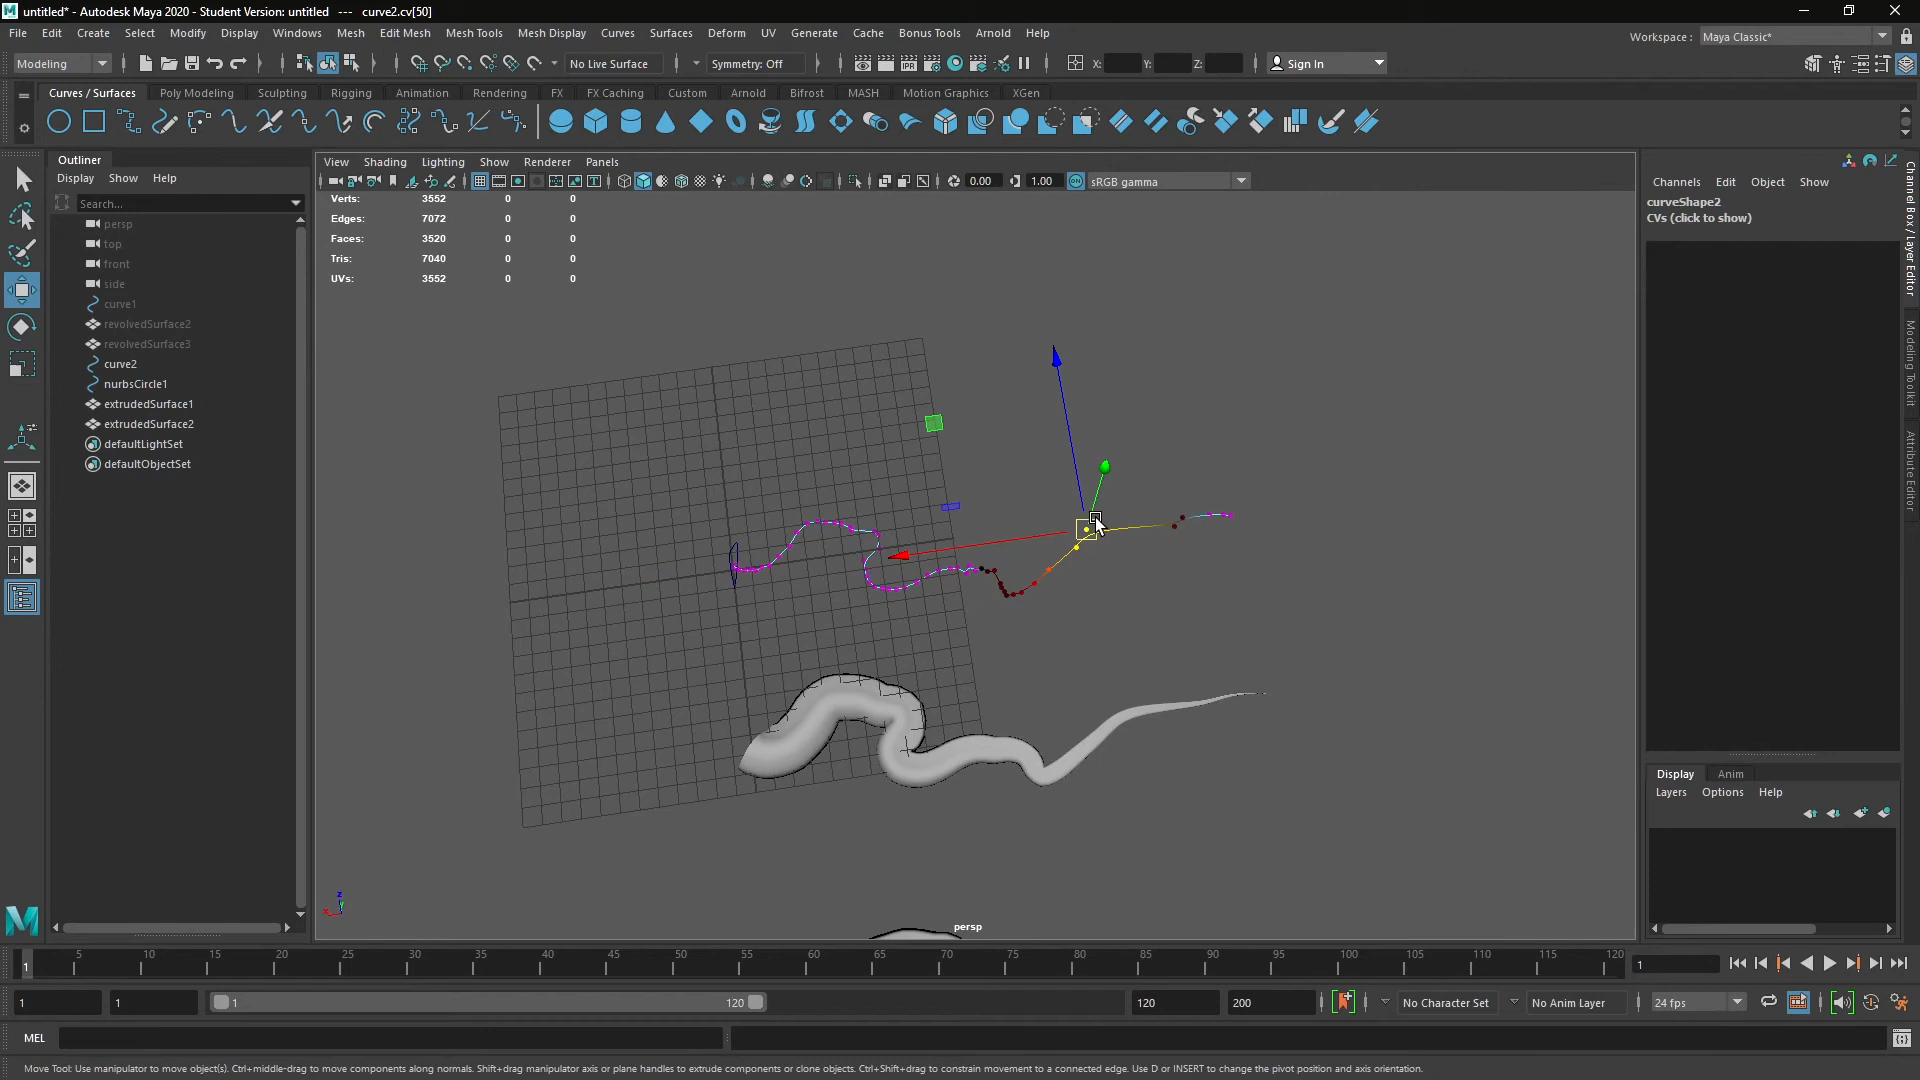 untitled* - Autodesk Maya 2020 - Student Version: untitled --- curve2.cv[50]
File Edit Create Select Modify Display Windows Mesh Edit Mesh Mesh Tools Mesh Display Curves Surfaces Deform UV Generate Cache Bonus Tools Arnold Help
Workspace : Maya Classic*
Modeling No Live Surface Symmetry: Off IPR X: Y: Z: Sign In
Curves / Surfaces Poly Modeling Sculpting Rigging Animation Rendering FX FX Caching Custom Arnold Bifrost MASH Motion Graphics XGen
Outliner
Display Show Help
Search...
persp
top
front
side
curve1
revolvedSurface2
revolvedSurface3
curve2
nurbsCircle1
extrudedSurface1
extrudedSurface2
defaultLightSet
defaultObjectSet
View Shading Lighting Show Renderer Panels
0.00 1.00 ON sRGB gamma
Verts: 3552 0 0
Edges: 7072 0 0
Faces: 3520 0 0
Tris: 7040 0 0
UVs: 3552 0 0
z
x
persp
Channels Edit Object Show
curveShape2
CVs (click to show)
Channel Box / Layer Editor
Modeling Toolkit
Attribute Editor
Display Anim
Layers Options Help
5 10 15 20 25 30 35 40 45 50 55 60 65 70 75 80 85 90 95 100 105 110 115 120
1 1
1 1 1 120 120 200 No Character Set No Anim Layer 24 fps
MEL
Move Tool: Use manipulator to move object(s). Ctrl+middle-drag to move components along normals. Shift+drag manipulator axis or plane handles to extrude components or clone objects. Ctrl+Shift+drag to constrain movement to a connected edge. Use D or INSERT to change the pivot position and axis orientation.